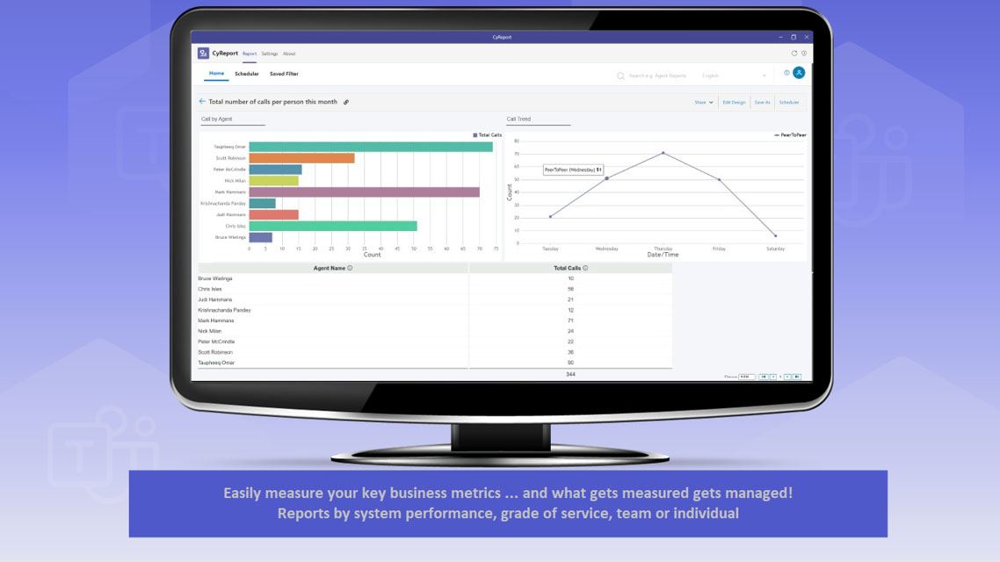 CyReport
CyReport Report Settings About
Home Scheduler Saved Filter
Search e.g. Agent Reports English
Total number of calls per person this month
Share Edit Design Save As Scheduler
Call by Agent
Total Calls
Taupheeq Omar
Scott Robinson
Peter McCrindle
Nick Milan
Mark Hammans
Krishnachanda Pandey
Judi Hammans
Chris Islec
Bruce Wielinga
0 5 10 15 20 25 30 35 40 45 50 55 60 65 70 75
Count
Call Trend
PeerToPeer
80
70
60
50
40
30
20
10
0
Count
PeerToPeer (Wednesday) 51
Tuesday Wednesday Thursday Friday Saturday
Date/Time
Agent Name Total Calls
Bruce Wielinga 10
Chris Islec 58
Judi Hammans 21
Krishnachanda Pandey 12
Mark Hammans 71
Nick Milan 24
Peter McCrindle 22
Scott Robinson 36
Taupheeq Omar 90
344
T
T
Easily measure your key business metrics ... and what gets measured gets managed!
Reports by system performance, grade of service, team or individual